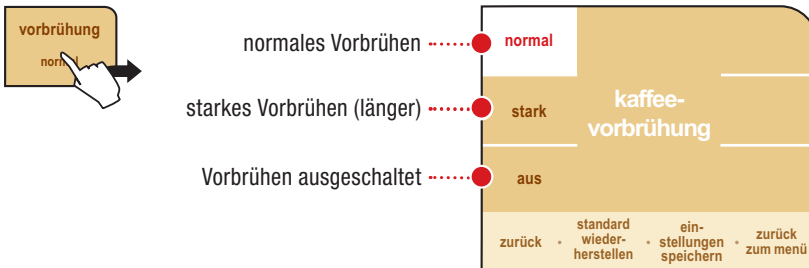 vorbrühung
normal
normales Vorbrühen
starkes Vorbrühen (länger)
Vorbrühen ausgeschaltet
normal
stark
aus
kaffee-
vorbrühung
zurück
standard
wieder-
herstellen
ein-
stellungen
speichern
zurück
zum menü